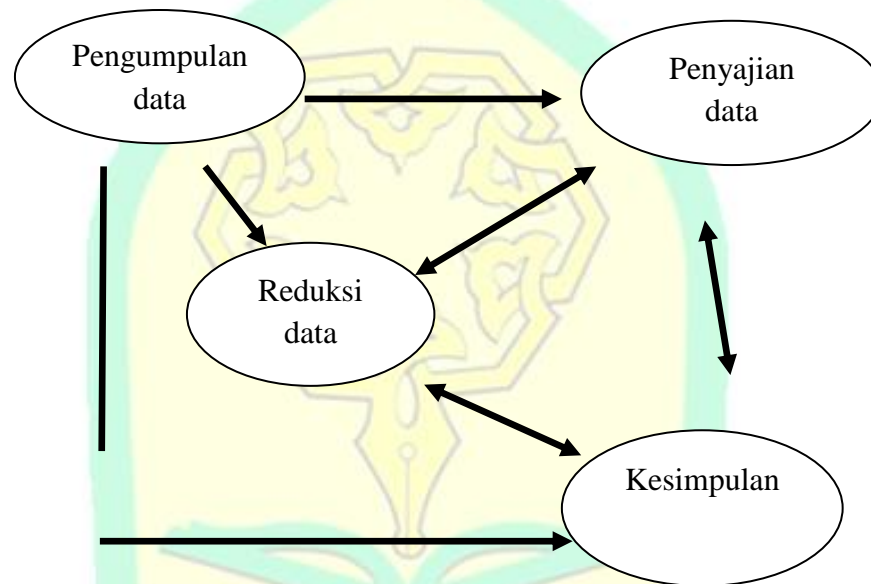 Pengumpulan
data
Penyajian
data
Reduksi
data
Kesimpulan